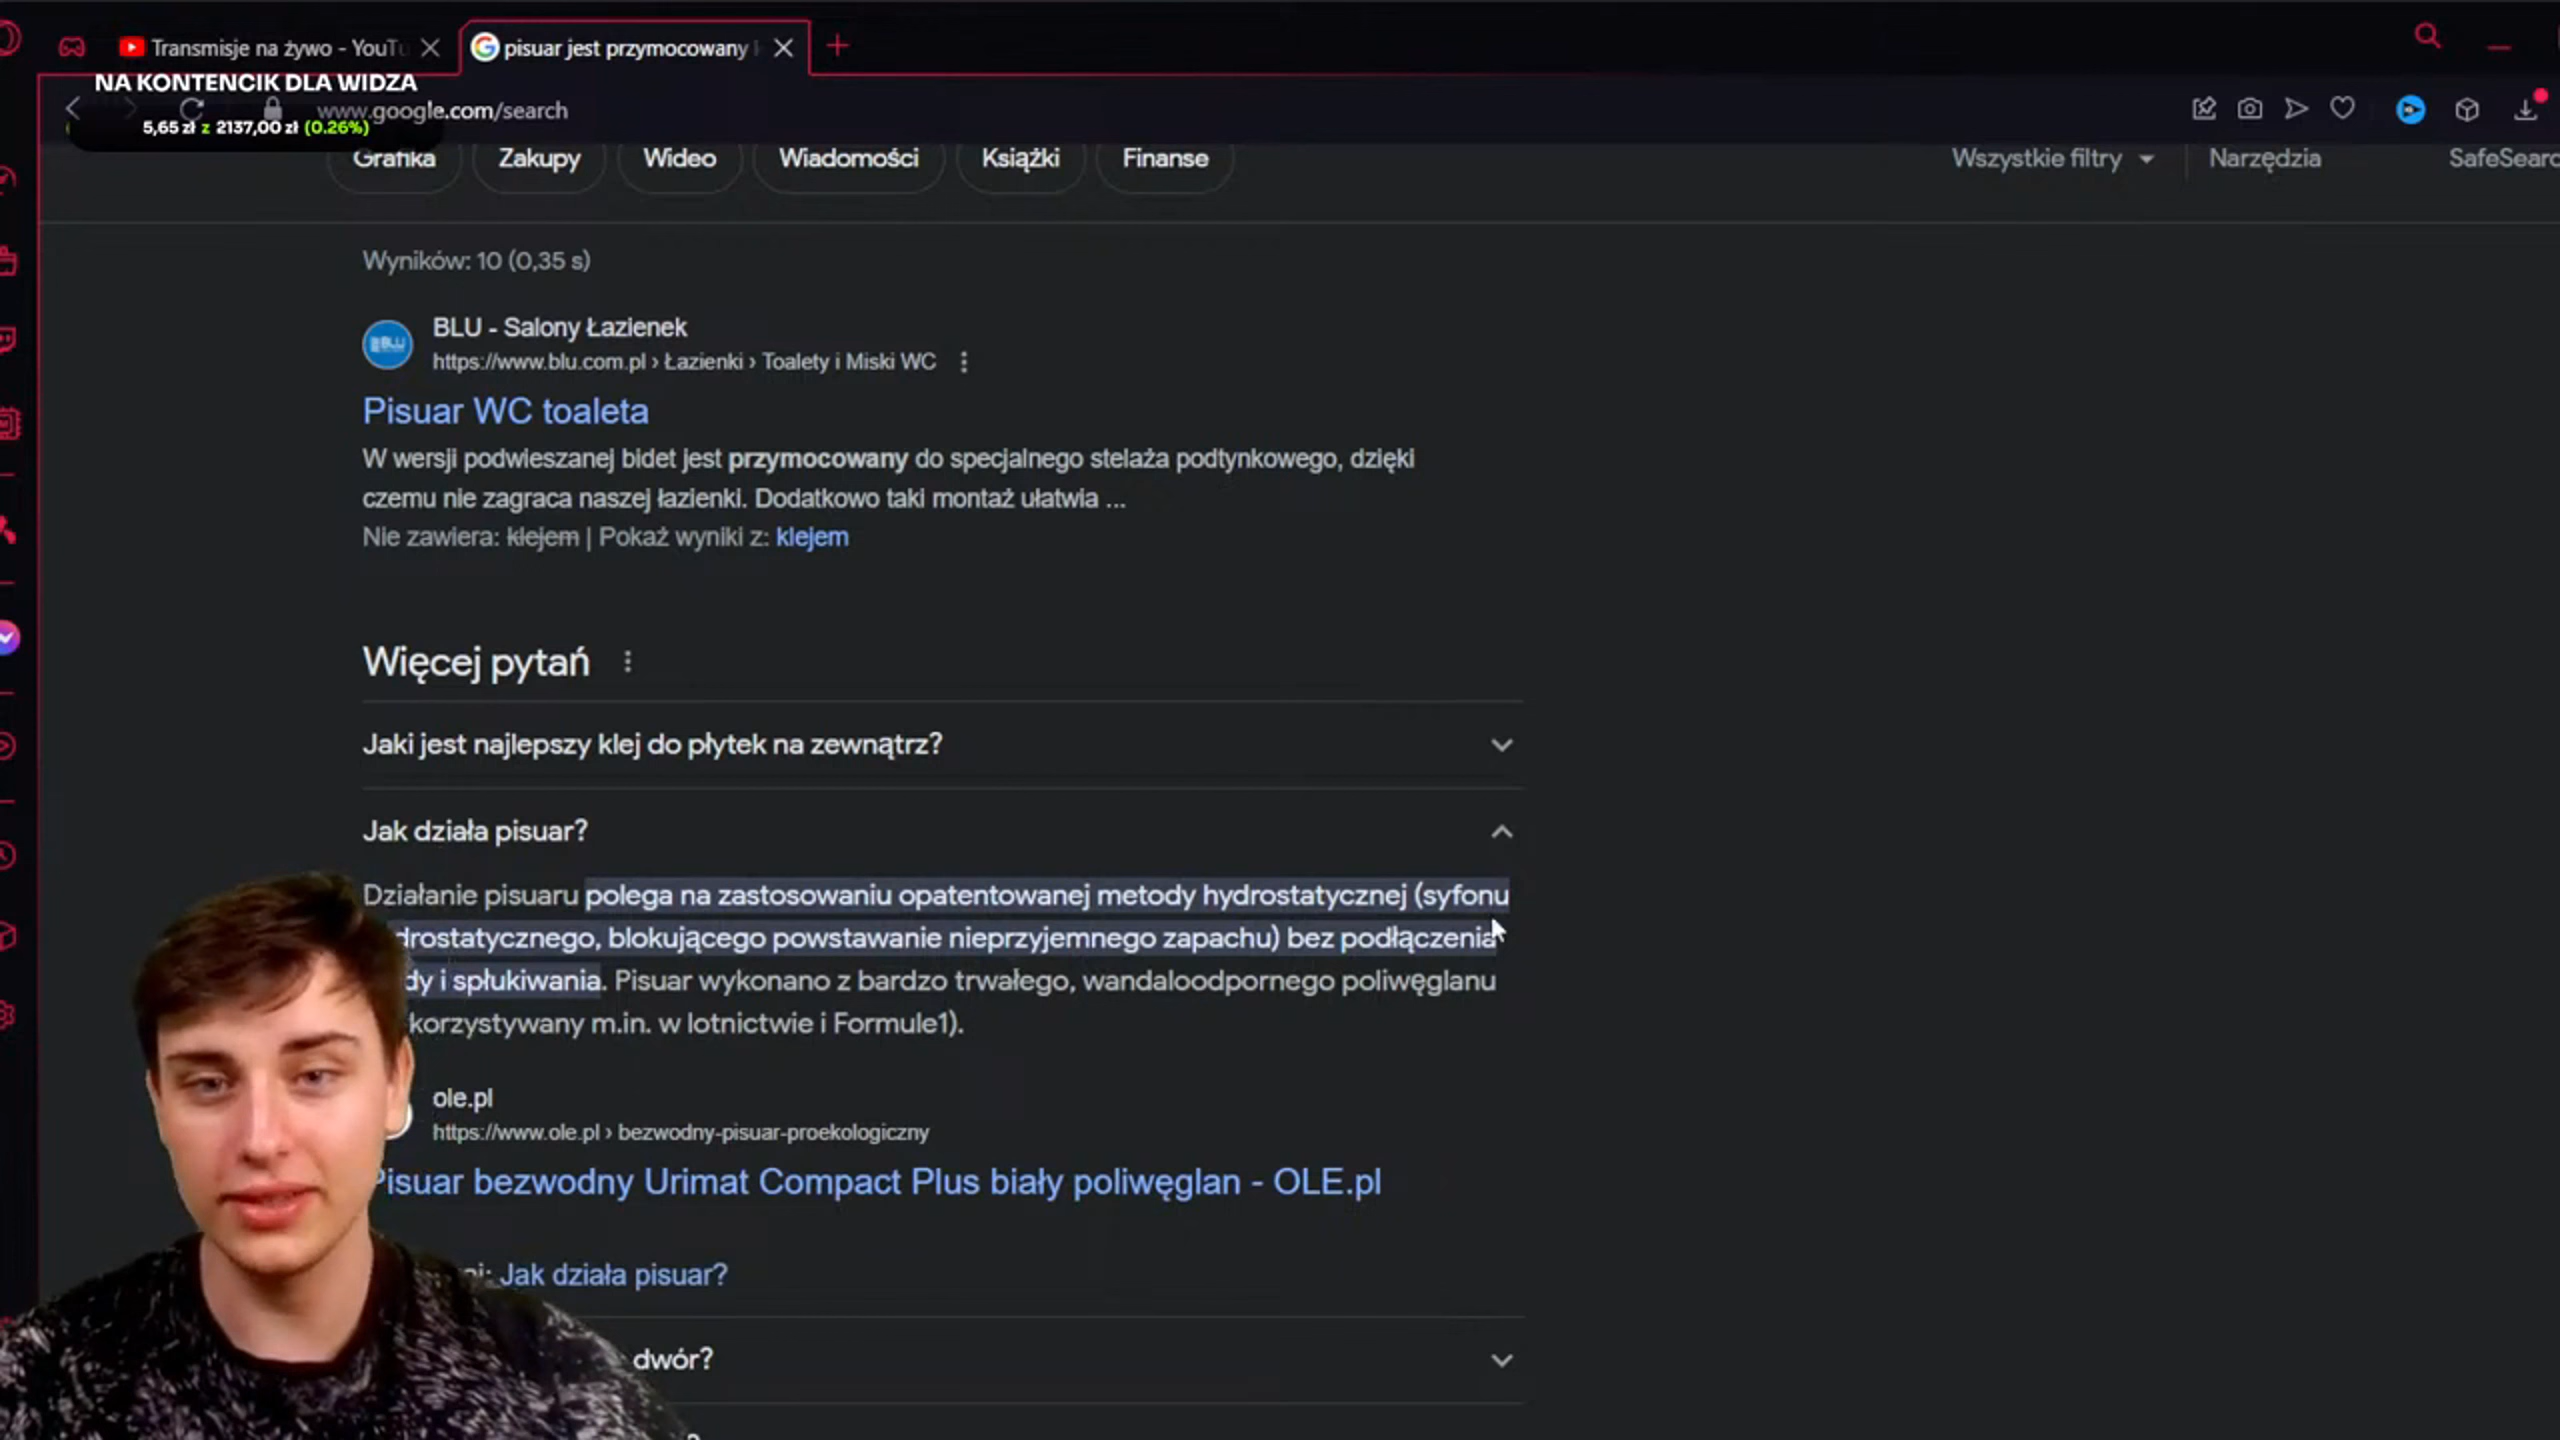 Transmisje na żywo - YouTu
pisuar jest przymocowany
NA KONTENCIK DLA WIDZA
www.google.com/search
5,65 zł z 2137,00 zł (0.26%)
Grafika
Zakupy
Wideo
Wiadomości
Książki
Finanse
Wszystkie filtry
Narzędzia
SafeSearc
Wyników: 10 (0,35 s)
BLU
BLU - Salony Łazienek
https://www.blu.com.pl › Łazienki › Toalety i Miski WC
Pisuar WC toaleta
W wersji podwieszanej bidet jest przymocowany do specjalnego stelaża podtynkowego, dzięki
czemu nie zagraca naszej łazienki. Dodatkowo taki montaż ułatwia ...
Nie zawiera: klejem | Pokaż wyniki z: klejem
Więcej pytań
Jaki jest najlepszy klej do płytek na zewnątrz?
Jak działa pisuar?
Działanie pisuaru polega na zastosowaniu opatentowanej metody hydrostatycznej (syfonu
drostatycznego, blokującego powstawanie nieprzyjemnego zapachu) bez podłączenia
dy i spłukiwania. Pisuar wykonano z bardzo trwałego, wandaloodpornego poliwęglanu
korzystywany m.in. w lotnictwie i Formule1).
ole.pl
https://www.ole.pl › bezwodny-pisuar-proekologiczny
Pisuar bezwodny Urimat Compact Plus biały poliwęglan - OLE.pl
Jak działa pisuar?
dwór?